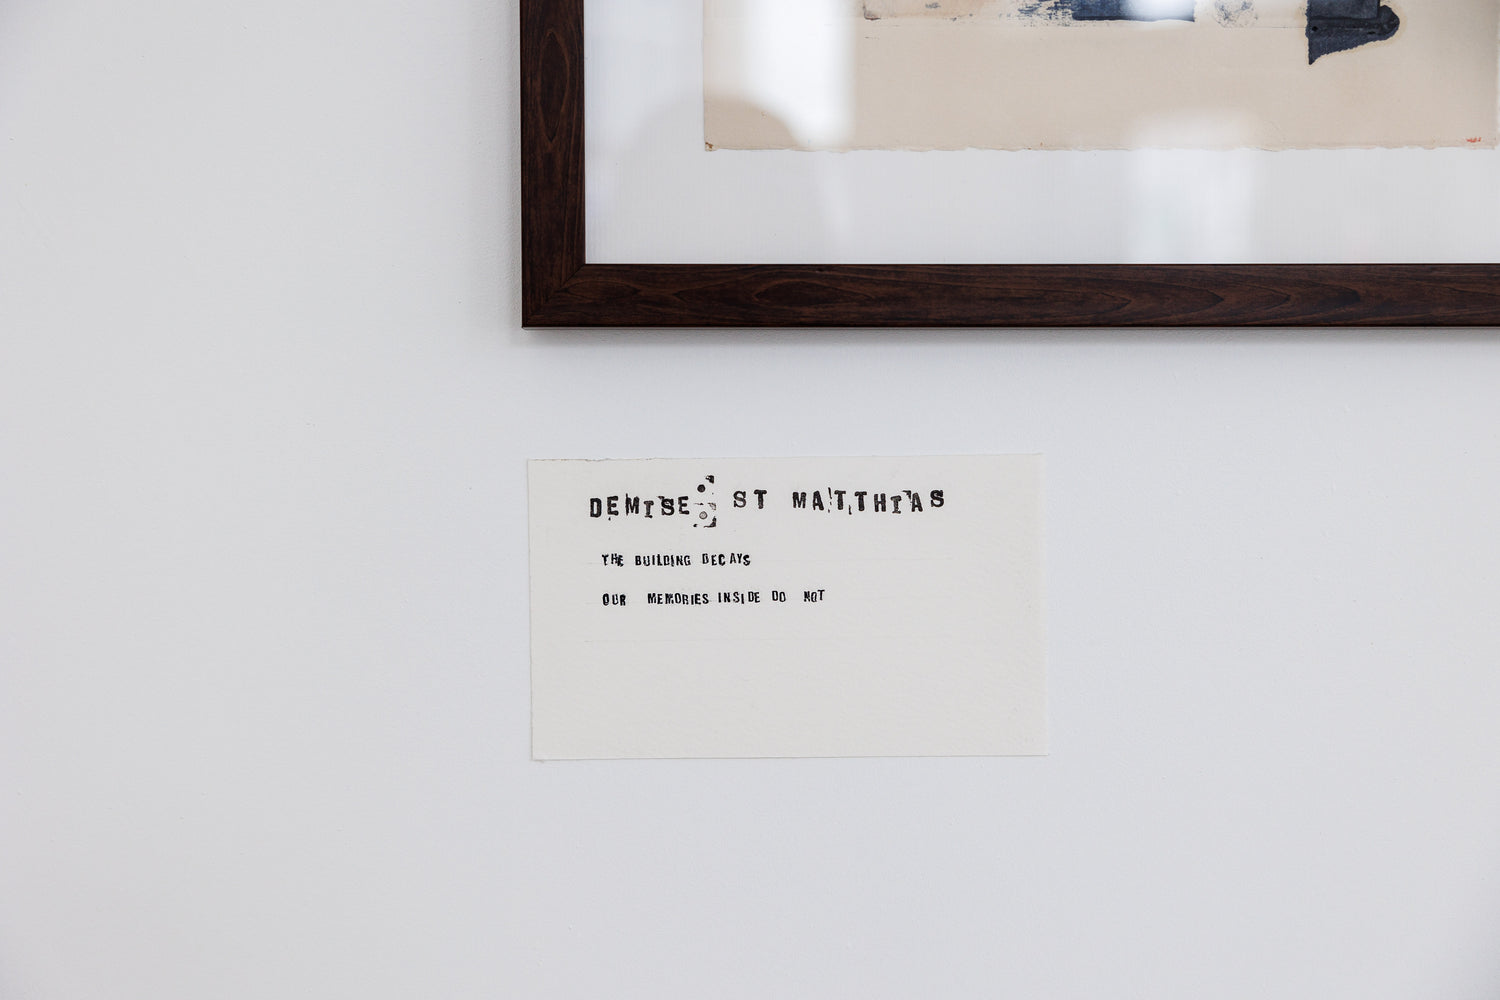 DEMISE: ST MATTHIAS
THE BUILDING DECAYS
OUR MEMORIES INSIDE DO NOT